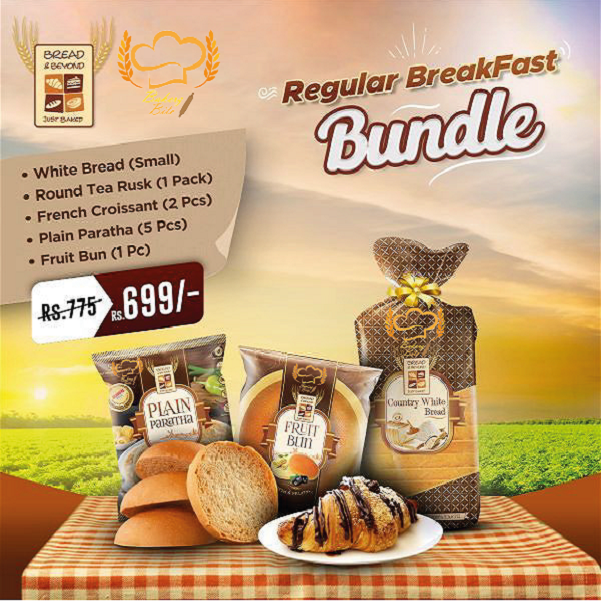 BREAD
& BEYOND
JUST BAKED
Bite
Regular BreakFast
Bundle
• White Bread (Small)
• Round Tea Rusk (1 Pack)
• French Croissant (2 Pcs)
• Plain Paratha (5 Pcs)
• Fruit Bun (1 Pc)
Rs.775 Rs.699/-
PLAIN
PARATHA
FRUIT
BUN
BREAD
& BEYOND
Country White
Bread